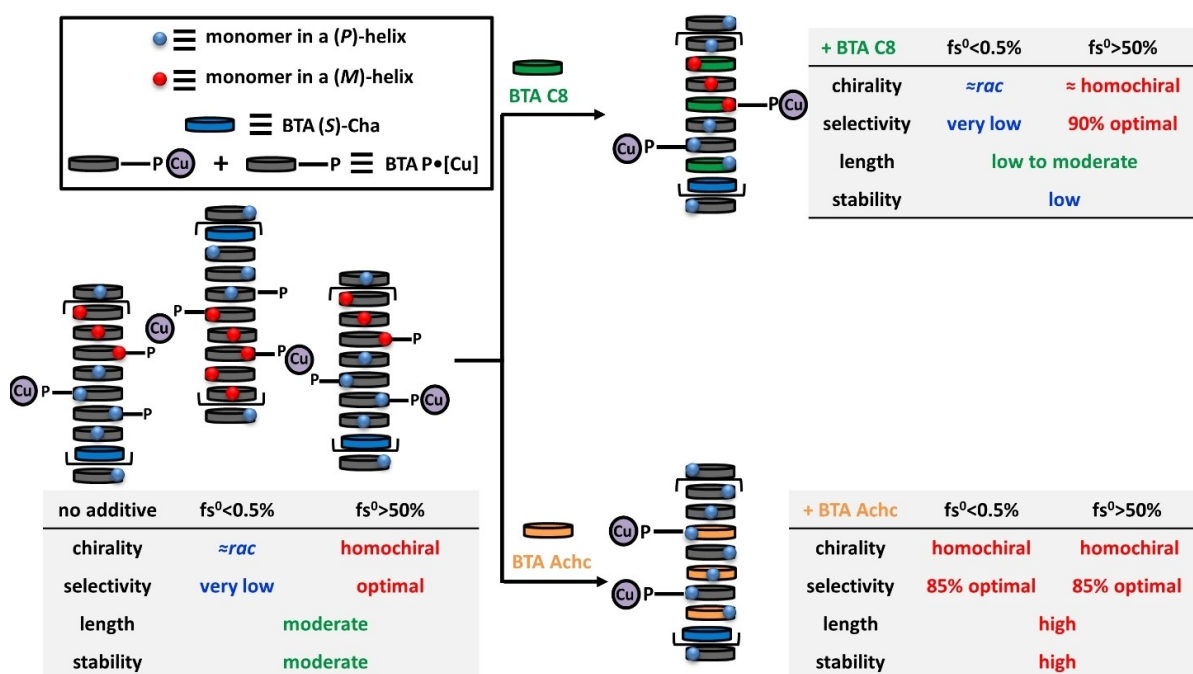 ≡ monomer in a (P)-helix
≡ monomer in a (M)-helix
≡ BTA (S)-Cha
P Cu + P ≡ BTA P•[Cu]
BTA C8
+ BTA C8 fs⁰<0.5% fs⁰>50%
chirality ≈rac ≈ homochiral
selectivity very low 90% optimal
length low to moderate
stability low
P Cu
Cu P
P
P
Cu
P
P Cu
P
Cu P
P
P
P
P Cu
no additive fs⁰<0.5% fs⁰>50%
chirality ≈rac homochiral
selectivity very low optimal
length moderate
stability moderate
BTA Achc
Cu P
Cu P
+ BTA Achc fs⁰<0.5% fs⁰>50%
chirality homochiral homochiral
selectivity 85% optimal 85% optimal
length high
stability high